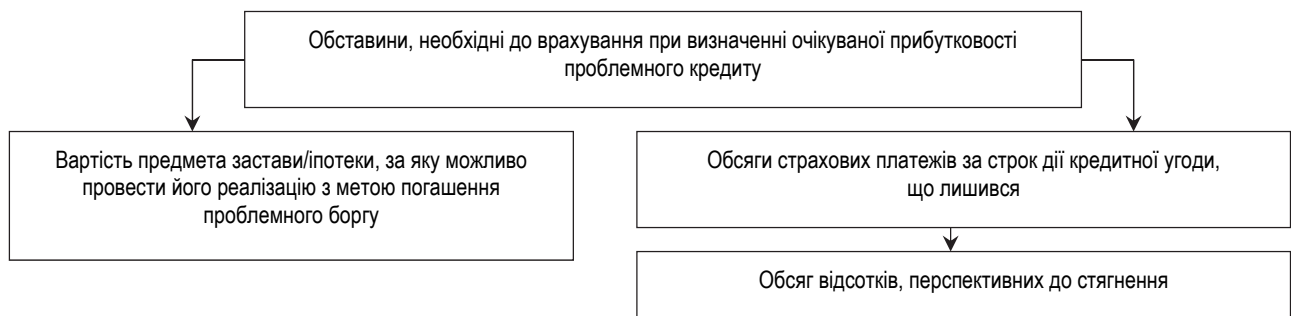 Обставини, необхідні до врахування при визначенні очікуваної прибутковості
проблемного кредиту
Вартість предмета застави/іпотеки, за яку можливо
провести його реалізацію з метою погашення
проблемного боргу
Обсяги страхових платежів за строк дії кредитної угоди,
що лишився
Обсяг відсотків, перспективних до стягнення